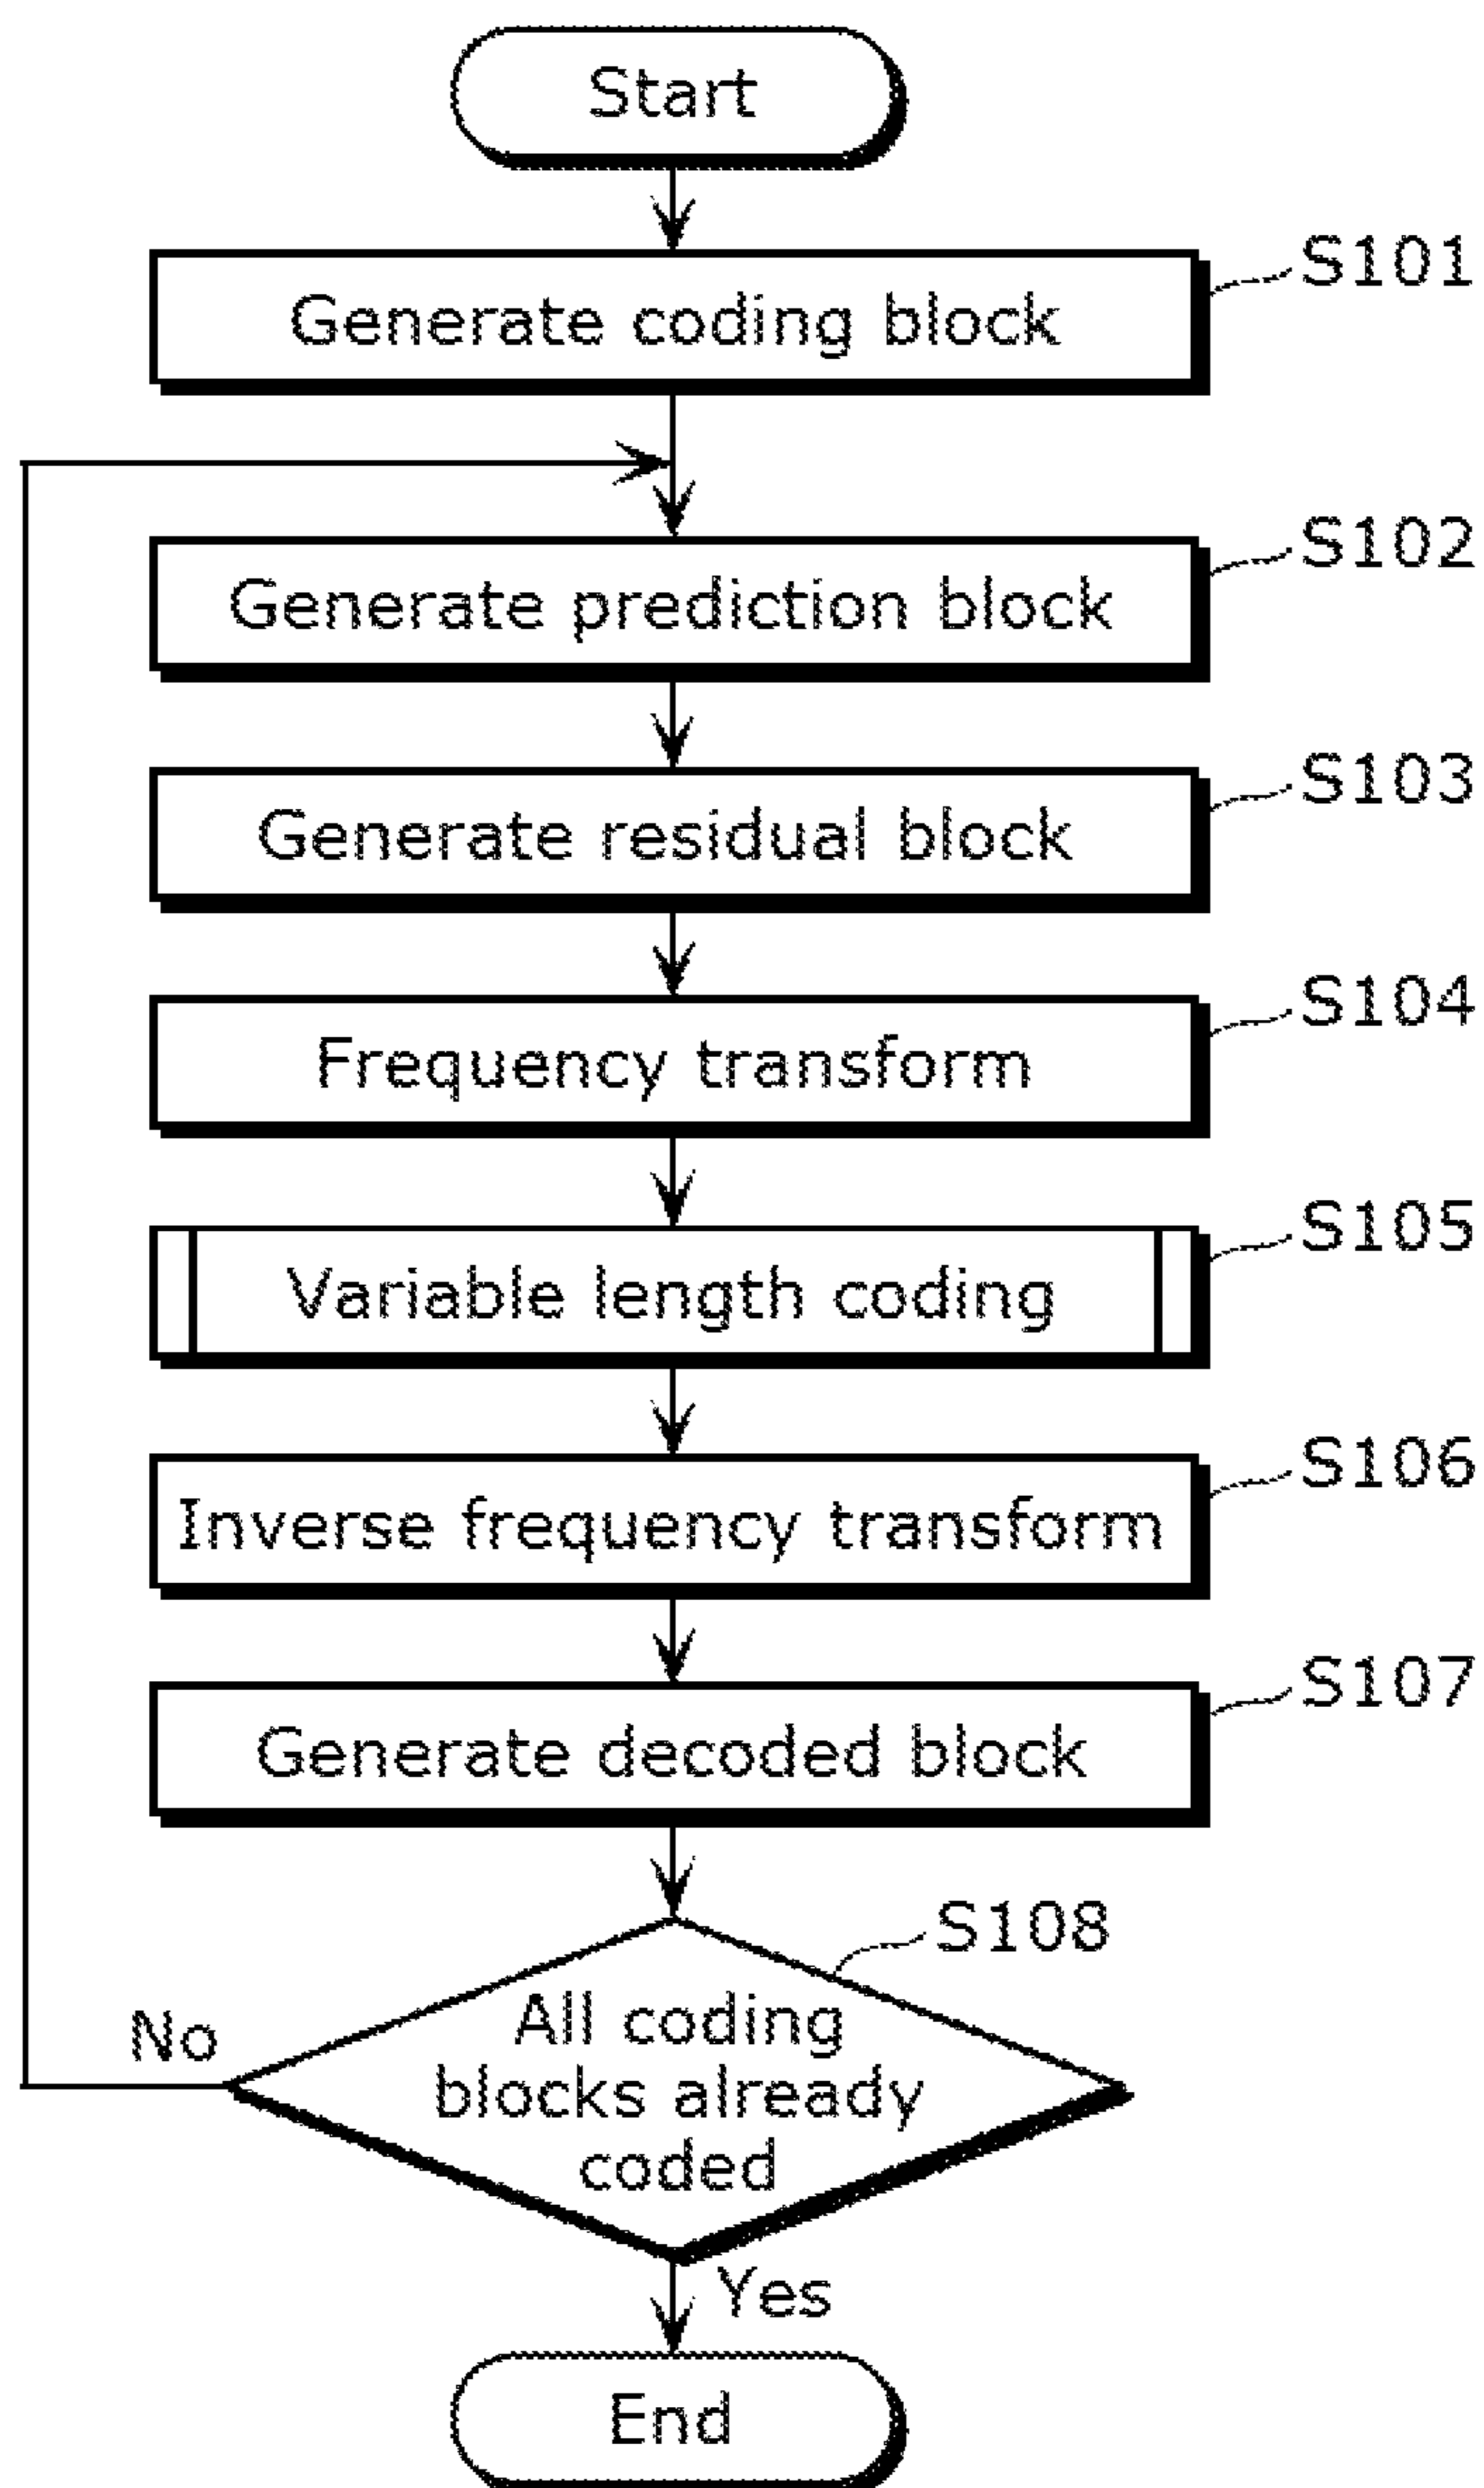 Start
S101
Generate coding block
S102
Generate prediction block
S103
Generate residual block
S104
Frequency transform
S105
Variable length coding
S106
Inverse frequency transform
S107
Generate decoded block
S108
All coding
blocks already
coded
No
Yes
End